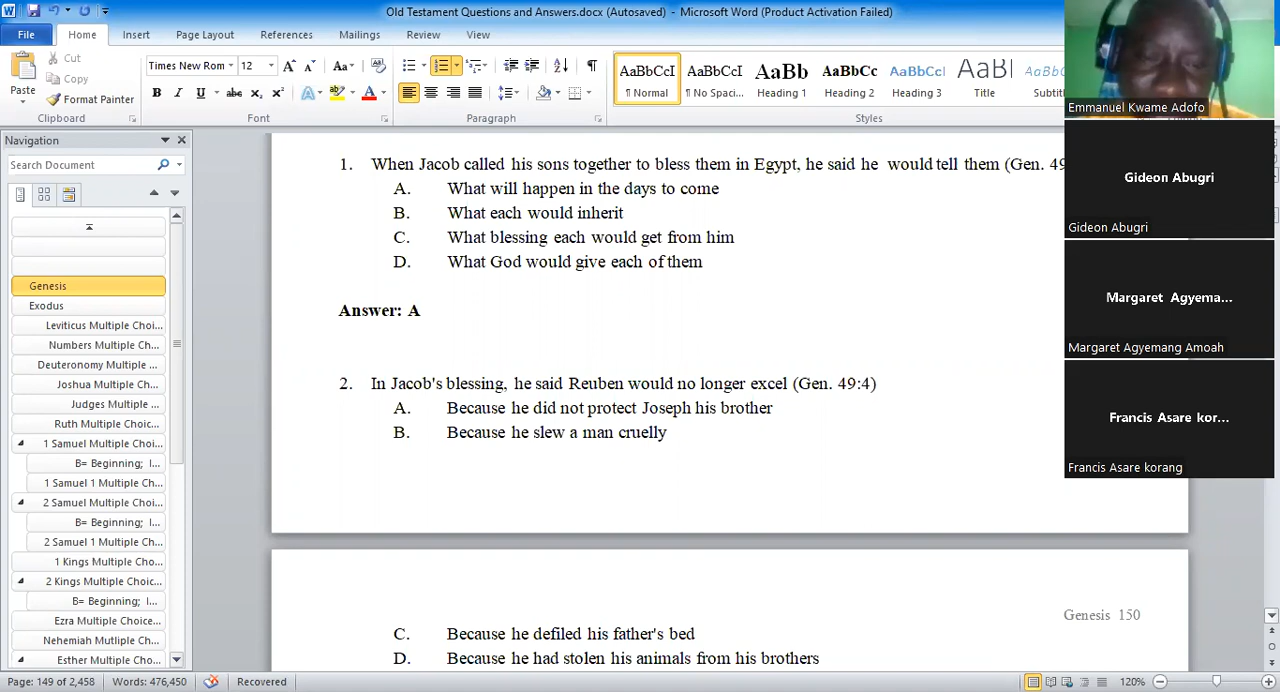 Old Testament Questions and Answers.docx (Autosaved) - Microsoft Word (Product Activation Failed)
File Home Insert Page Layout References Mailings Review View
Paste
Cut
Copy
Format Painter
Clipboard
Times New Rom 12
Font
Paragraph
AaBbCcI AaBbCcI AaBb AaBbCc AaBbCcI AaBl AaBbC
¶ Normal ¶ No Spaci... Heading 1 Heading 2 Heading 3 Title Subtitl
Styles
Navigation
Search Document
Genesis
Exodus
Leviticus Multiple Choi...
Numbers Multiple Cho...
Deuteronomy Multiple ...
Joshua Multiple Ch...
Judges Multiple ...
Ruth Multiple Choic...
1 Samuel Multiple Choi...
B= Beginning; I...
1 Samuel 1 Multiple Ch...
2 Samuel Multiple Choi...
B= Beginning; I...
2 Samuel 1 Multiple Ch...
1 Kings Multiple Cho...
2 Kings Multiple Choic...
B= Beginning; I...
Ezra Multiple Choice...
Nehemiah Mutliple Ch...
Esther Multiple Cho...
1. When Jacob called his sons together to bless them in Egypt, he said he would tell them (Gen. 49
A. What will happen in the days to come
B. What each would inherit
C. What blessing each would get from him
D. What God would give each of them
Answer: A
2. In Jacob's blessing, he said Reuben would no longer excel (Gen. 49:4)
A. Because he did not protect Joseph his brother
B. Because he slew a man cruelly
Genesis 150
C. Because he defiled his father's bed
D. Because he had stolen his animals from his brothers
Emmanuel Kwame Adofo
Gideon Abugri
Gideon Abugri
Margaret Agyema...
Margaret Agyemang Amoah
Francis Asare kor...
Francis Asare korang
Page: 149 of 2,458 Words: 476,450 Recovered 120%